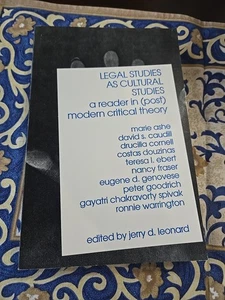 LEGAL STUDIES
AS CULTURAL
STUDIES
a reader in (post)
modern critical theory
marie ashe
david s. caudill
drucilla cornell
costas douzinas
teresa l. ebert
nancy fraser
eugene d. genovese
peter goodrich
gayatri chakravorty spivak
ronnie warrington
edited by jerry d. leonard